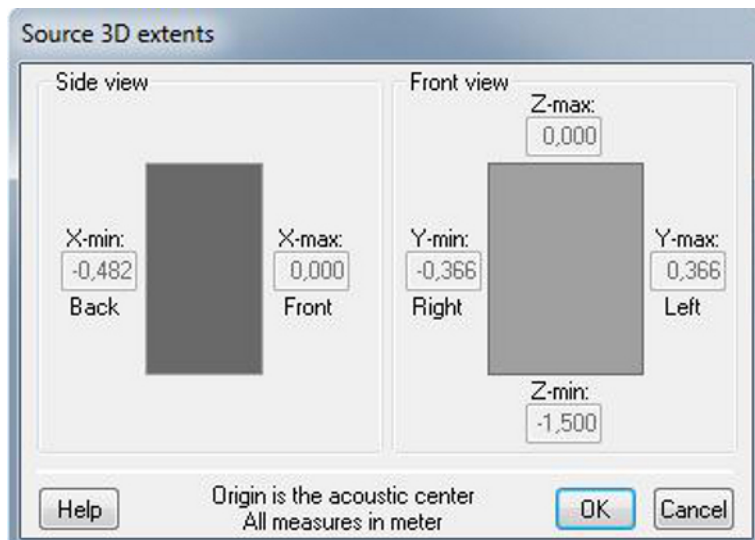 Source 3D extents
Side view
X-min:
-0,482
Back
X-max:
0,000
Front
Front view
Z-max:
0,000
Y-min:
-0,366
Right
Y-max:
0,366
Left
Z-min:
-1,500
Help
Origin is the acoustic center
All measures in meter
OK
Cancel